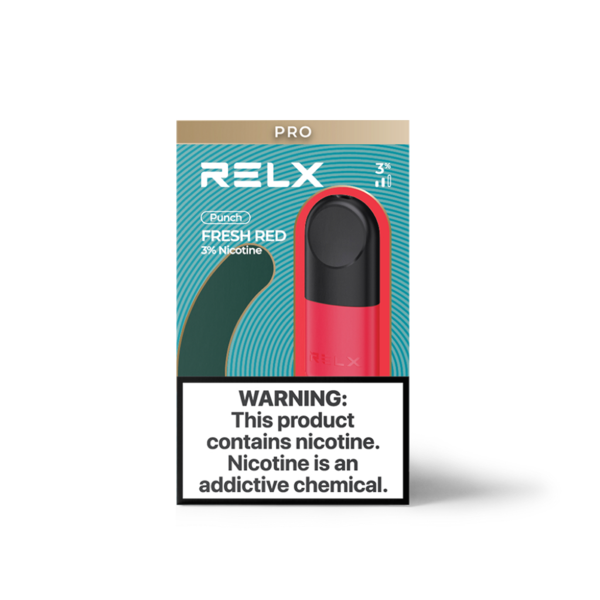 PRO
RELX
3%
Punch
FRESH RED
3% Nicotine
RELX
WARNING:
This product
contains nicotine.
Nicotine is an
addictive chemical.